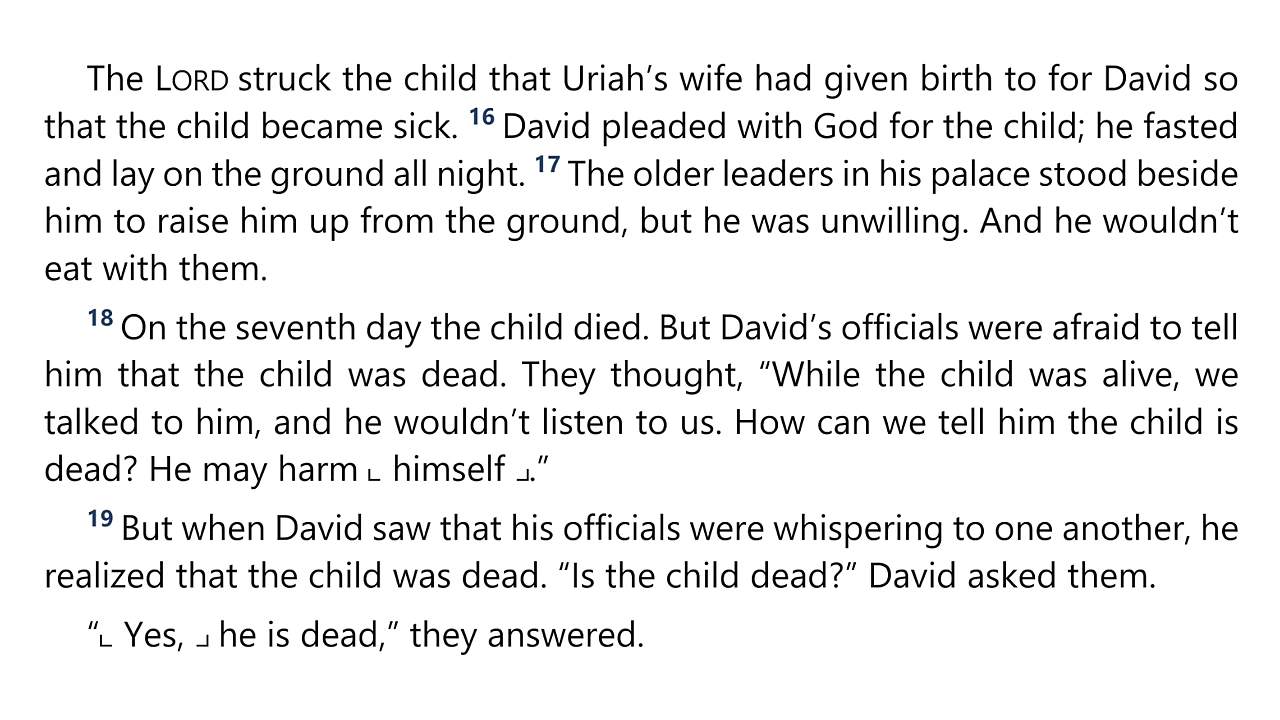 The LORD struck the child that Uriah’s wife had given birth to for David so
that the child became sick. 16 David pleaded with God for the child; he fasted
and lay on the ground all night. 17 The older leaders in his palace stood beside
him to raise him up from the ground, but he was unwilling. And he wouldn’t
eat with them.
18 On the seventh day the child died. But David’s officials were afraid to tell
him that the child was dead. They thought, “While the child was alive, we
talked to him, and he wouldn’t listen to us. How can we tell him the child is
dead? He may harm ⌞ himself ⌟.”
19 But when David saw that his officials were whispering to one another, he
realized that the child was dead. “Is the child dead?” David asked them.
“⌞ Yes, ⌟ he is dead,” they answered.